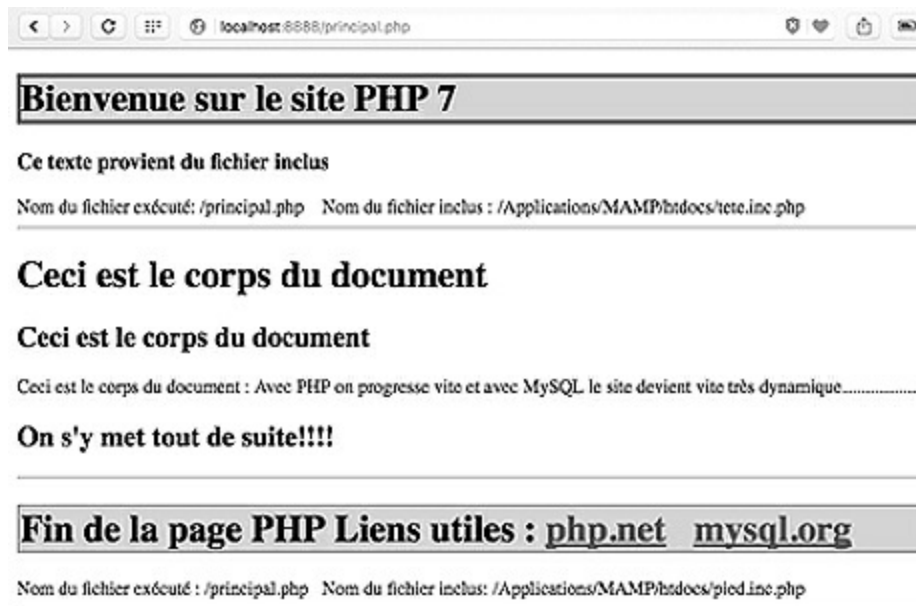 localhost:8888/principal.php
Bienvenue sur le site PHP 7
Ce texte provient du fichier inclus
Nom du fichier exécuté: /principal.php Nom du fichier inclus : /Applications/MAMP/htdocs/tete.inc.php
Ceci est le corps du document
Ceci est le corps du document
Ceci est le corps du document : Avec PHP on progresse vite et avec MySQL le site devient vite très dynamique..................
On s'y met tout de suite!!!!
Fin de la page PHP Liens utiles : php.net mysql.org
Nom du fichier exécuté : /principal.php Nom du fichier inclus: /Applications/MAMP/htdocs/pied.inc.php